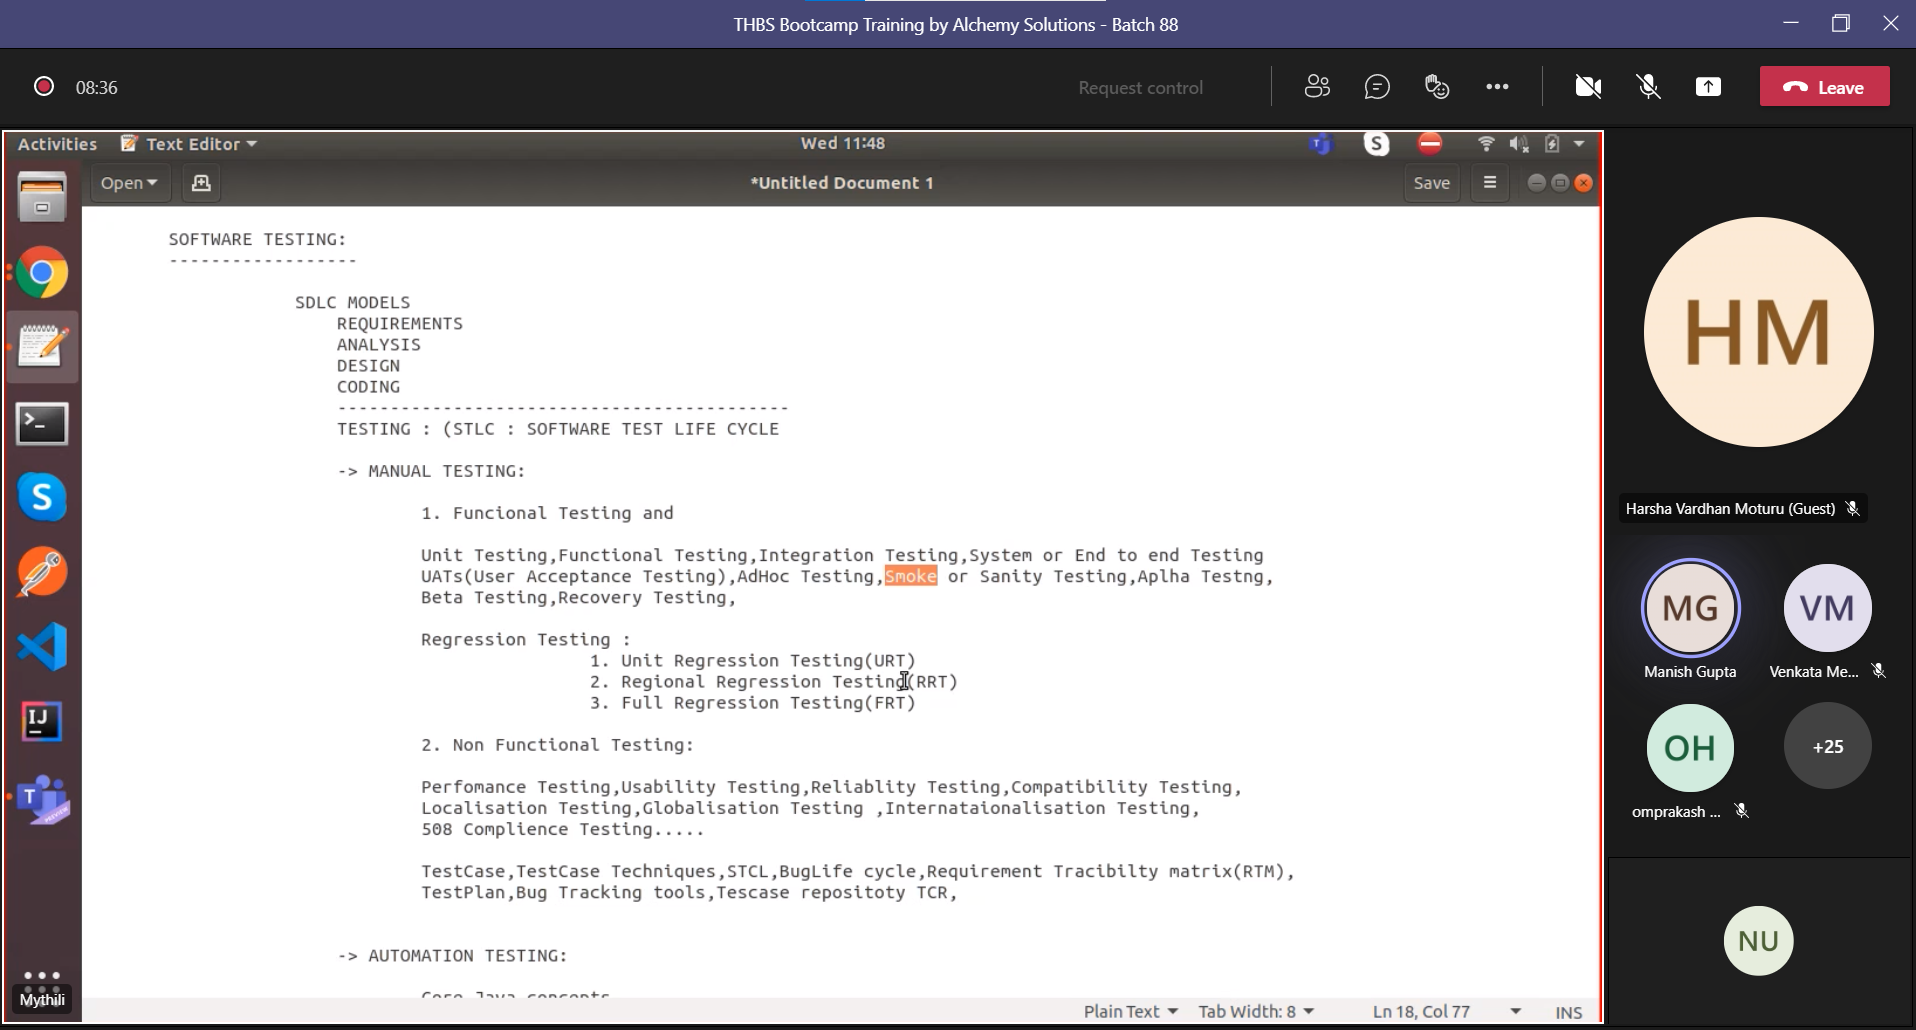 THBS Bootcamp Training by Alchemy Solutions - Batch 88
08:36
Request control
Leave
Activities
Text Editor
Wed 11:48
Open
*Untitled Document 1
Save
SOFTWARE TESTING:
------------------
SDLC MODELS
REQUIREMENTS
ANALYSIS
DESIGN
CODING
-------------------------------------------
TESTING : (STLC : SOFTWARE TEST LIFE CYCLE
-> MANUAL TESTING:
1. Funcional Testing and
Unit Testing,Functional Testing,Integration Testing,System or End to end Testing
UATs(User Acceptance Testing),AdHoc Testing,Smoke or Sanity Testing,Aplha Testng,
Beta Testing,Recovery Testing,
Regression Testing :
1. Unit Regression Testing(URT)
2. Regional Regression Testing(RRT)
3. Full Regression Testing(FRT)
2. Non Functional Testing:
Perfomance Testing,Usability Testing,Reliablity Testing,Compatibility Testing,
Localisation Testing,Globalisation Testing ,Internataionalisation Testing,
508 Complience Testing.....
TestCase,TestCase Techniques,STCL,BugLife cycle,Requirement Tracibilty matrix(RTM),
TestPlan,Bug Tracking tools,Tescase repositoty TCR,
-> AUTOMATION TESTING:
Core Java concepts
Plain Text
Tab Width: 8
Ln 18, Col 77
INS
Mythili
HM
Harsha Vardhan Moturu (Guest)
MG
VM
Manish Gupta
Venkata Me...
OH
+25
omprakash ...
NU